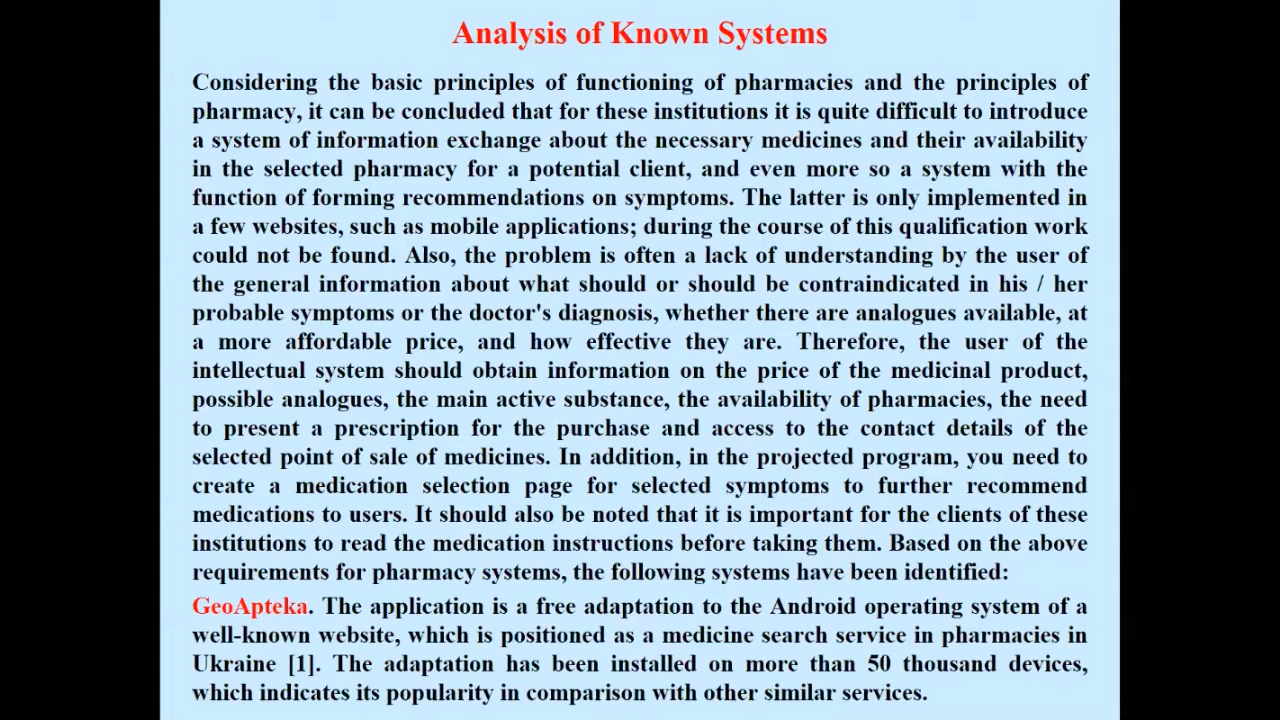 Analysis of Known Systems
Considering the basic principles of functioning of pharmacies and the principles of
pharmacy, it can be concluded that for these institutions it is quite difficult to introduce
a system of information exchange about the necessary medicines and their availability
in the selected pharmacy for a potential client, and even more so a system with the
function of forming recommendations on symptoms. The latter is only implemented in
a few websites, such as mobile applications; during the course of this qualification work
could not be found. Also, the problem is often a lack of understanding by the user of
the general information about what should or should be contraindicated in his / her
probable symptoms or the doctor's diagnosis, whether there are analogues available, at
a more affordable price, and how effective they are. Therefore, the user of the
intellectual system should obtain information on the price of the medicinal product,
possible analogues, the main active substance, the availability of pharmacies, the need
to present a prescription for the purchase and access to the contact details of the
selected point of sale of medicines. In addition, in the projected program, you need to
create a medication selection page for selected symptoms to further recommend
medications to users. It should also be noted that it is important for the clients of these
institutions to read the medication instructions before taking them. Based on the above
requirements for pharmacy systems, the following systems have been identified:
GeoApteka. The application is a free adaptation to the Android operating system of a
well-known website, which is positioned as a medicine search service in pharmacies in
Ukraine [1]. The adaptation has been installed on more than 50 thousand devices,
which indicates its popularity in comparison with other similar services.